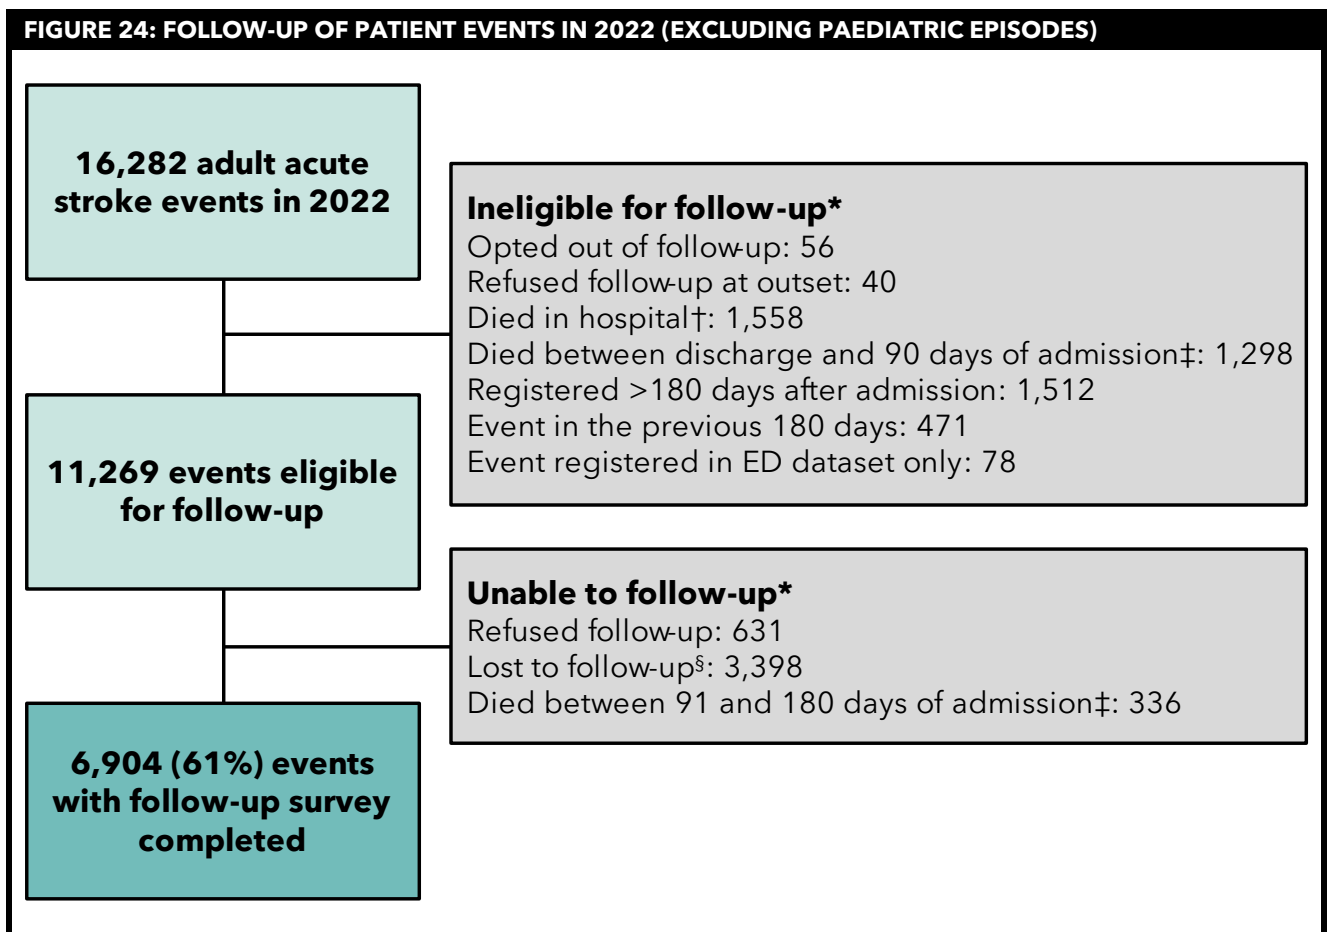 FIGURE 24: FOLLOW-UP OF PATIENT EVENTS IN 2022 (EXCLUDING PAEDIATRIC EPISODES)
16,282 adult acute
stroke events in 2022
Ineligible for follow-up*
Opted out of follow-up: 56
Refused follow-up at outset: 40
Died in hospital†: 1,558
Died between discharge and 90 days of admission‡: 1,298
Registered >180 days after admission: 1,512
Event in the previous 180 days: 471
Event registered in ED dataset only: 78
11,269 events eligible
for follow-up
Unable to follow-up*
Refused follow-up: 631
Lost to follow-up§: 3,398
Died between 91 and 180 days of admission‡: 336
6,904 (61%) events
with follow-up survey
completed